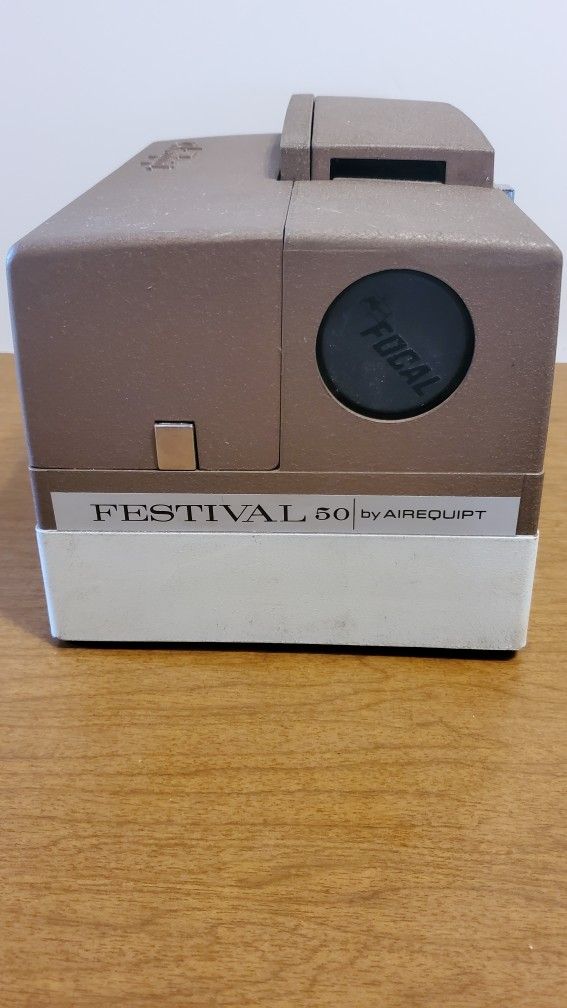 FOCAL
FESTIVAL 50 | by AIREQUIPT